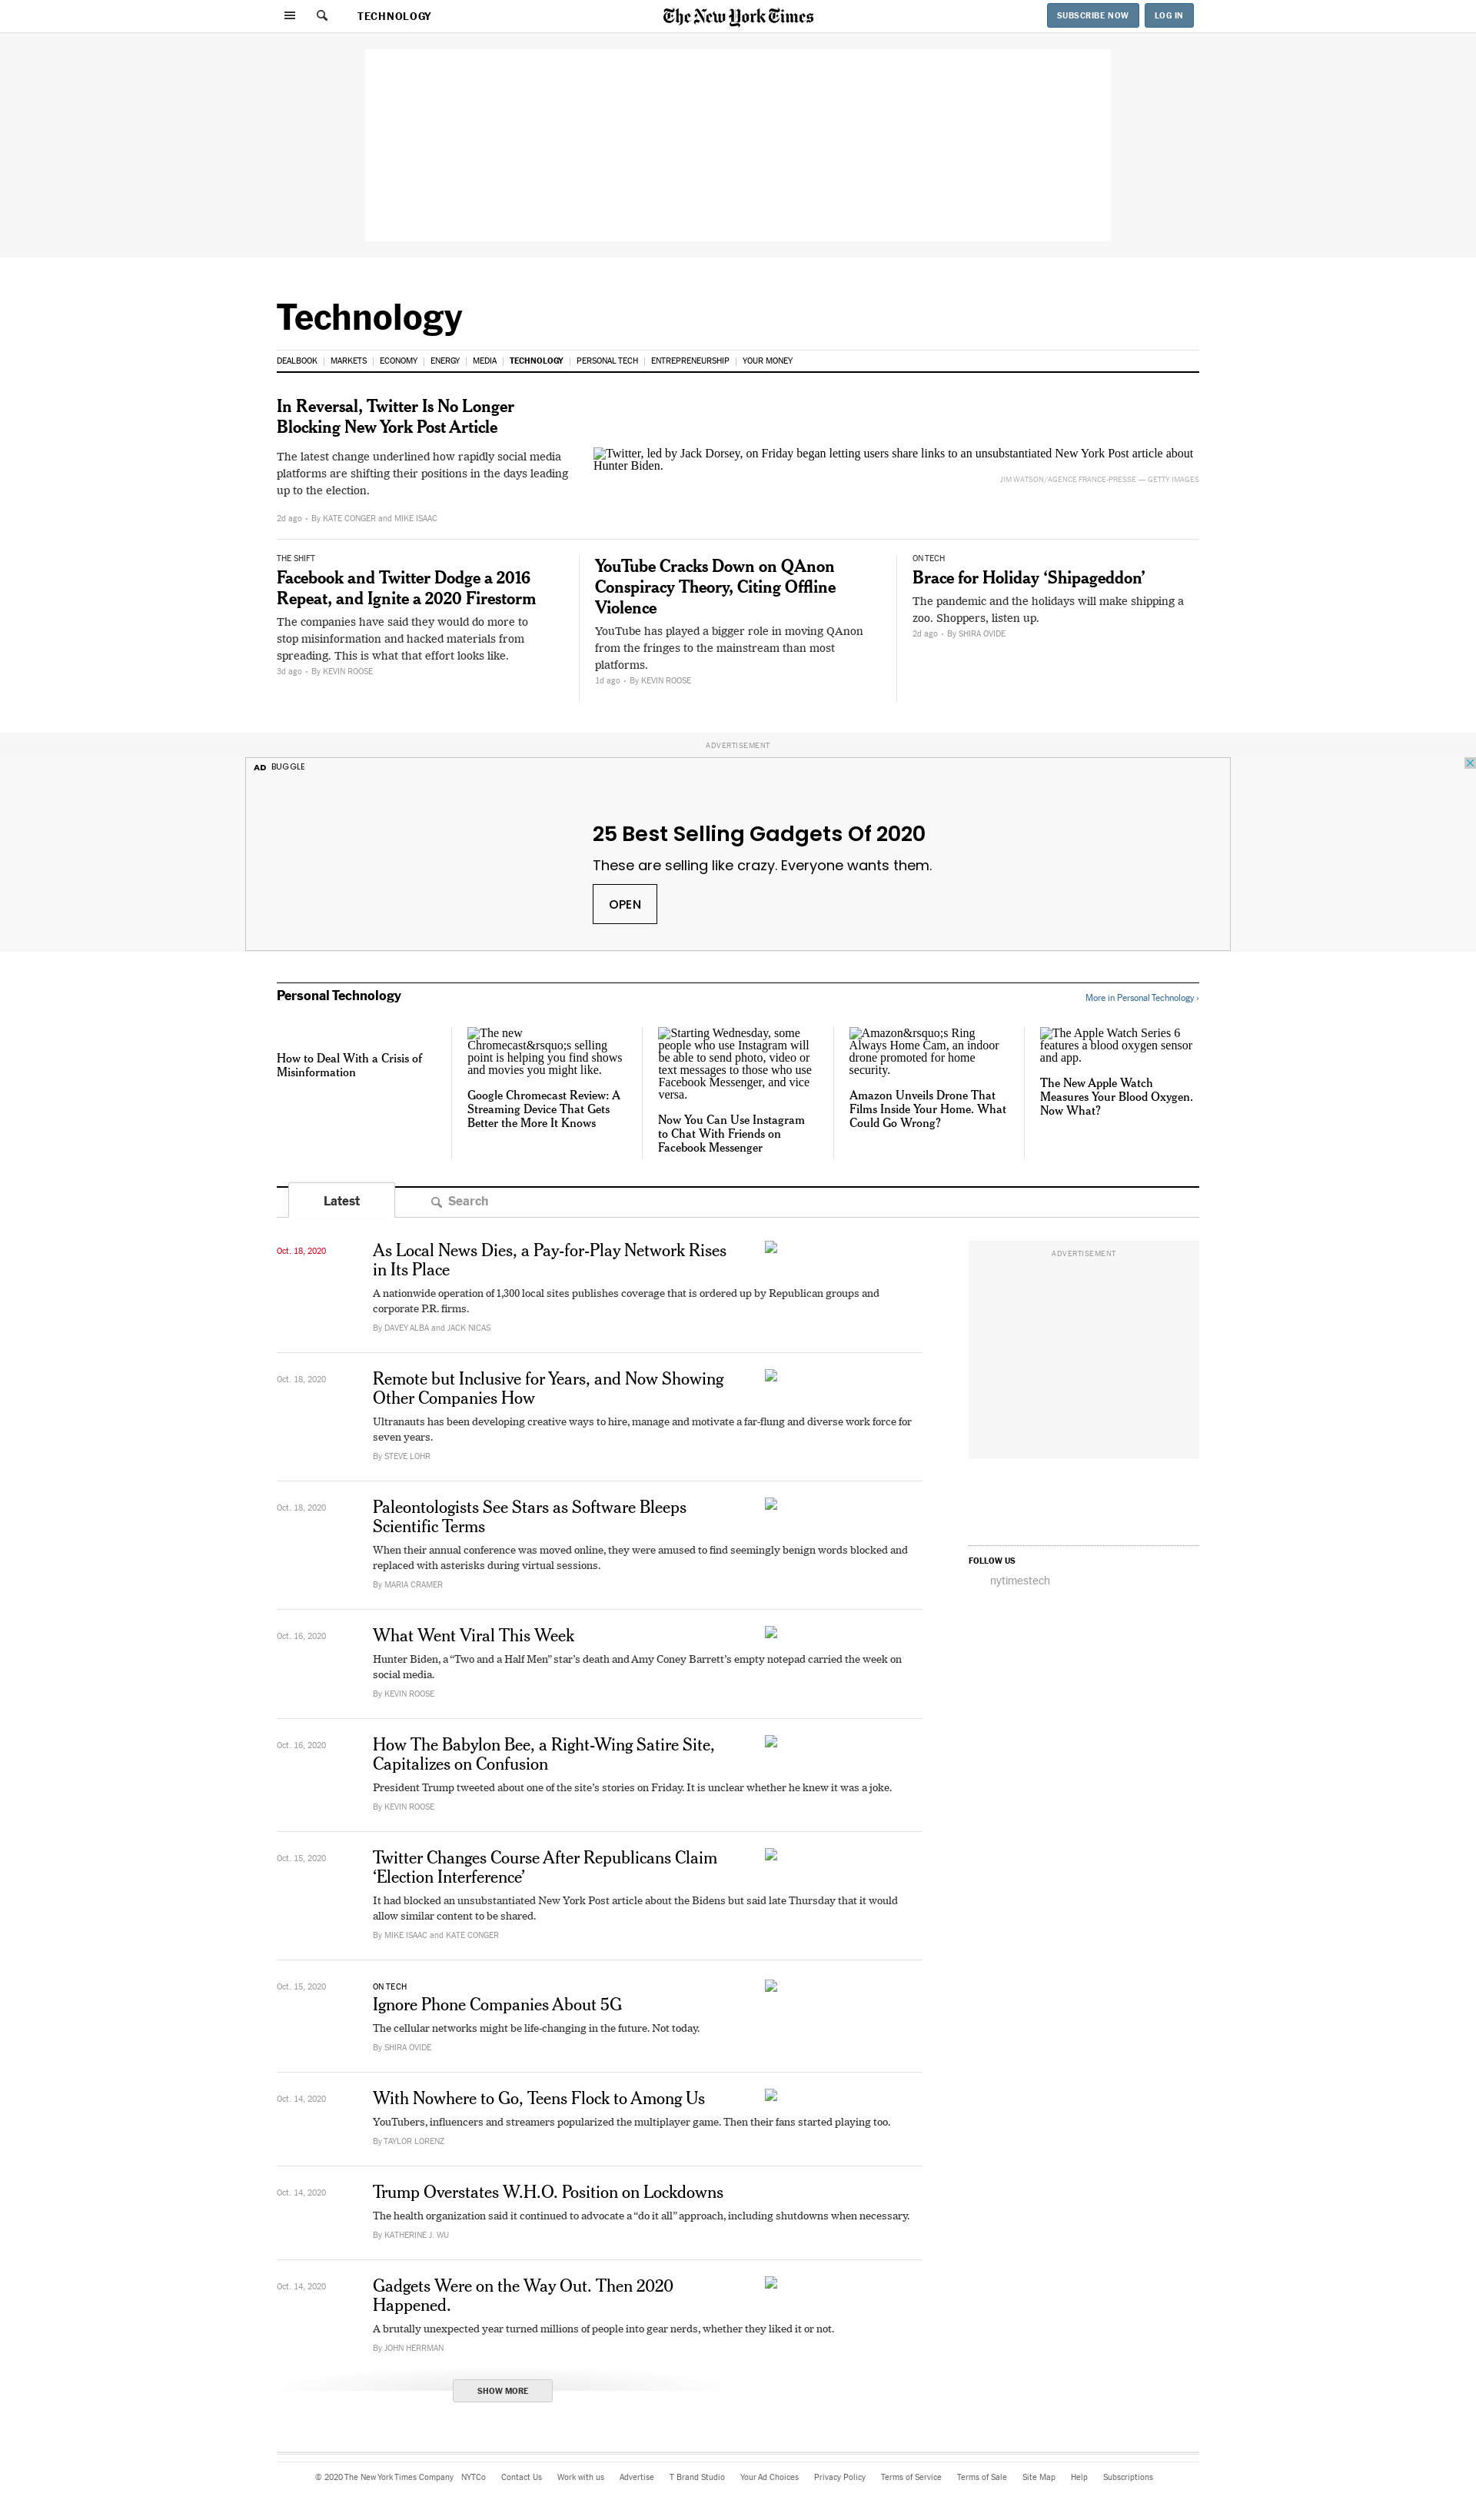 TECHNOLOGY
The New York Times
SUBSCRIBE NOW
LOG IN
Technology
DEALBOOK
MARKETS
ECONOMY
ENERGY
MEDIA
TECHNOLOGY
PERSONAL TECH
ENTREPRENEURSHIP
YOUR MONEY
In Reversal, Twitter Is No Longer
Blocking New York Post Article
The latest change underlined how rapidly social media
platforms are shifting their positions in the days leading
up to the election.
2d ago • By KATE CONGER and MIKE ISAAC
Twitter, led by Jack Dorsey, on Friday began letting users share links to an unsubstantiated New York Post article about
Hunter Biden.
JIM WATSON/AGENCE FRANCE-PRESSE — GETTY IMAGES
THE SHIFT
Facebook and Twitter Dodge a 2016
Repeat, and Ignite a 2020 Firestorm
The companies have said they would do more to
stop misinformation and hacked materials from
spreading. This is what that effort looks like.
3d ago • By KEVIN ROOSE
YouTube Cracks Down on QAnon
Conspiracy Theory, Citing Offline
Violence
YouTube has played a bigger role in moving QAnon
from the fringes to the mainstream than most
platforms.
1d ago • By KEVIN ROOSE
ON TECH
Brace for Holiday ‘Shipageddon’
The pandemic and the holidays will make shipping a
zoo. Shoppers, listen up.
2d ago • By SHIRA OVIDE
ADVERTISEMENT
AD BUGGLE
25 Best Selling Gadgets Of 2020
These are selling like crazy. Everyone wants them.
OPEN
Personal Technology
More in Personal Technology ›
How to Deal With a Crisis of
Misinformation
The new
Chromecast&rsquo;s selling
point is helping you find shows
and movies you might like.
Google Chromecast Review: A
Streaming Device That Gets
Better the More It Knows
Starting Wednesday, some
people who use Instagram will
be able to send photo, video or
text messages to those who use
Facebook Messenger, and vice
versa.
Now You Can Use Instagram
to Chat With Friends on
Facebook Messenger
Amazon&rsquo;s Ring
Always Home Cam, an indoor
drone promoted for home
security.
Amazon Unveils Drone That
Films Inside Your Home. What
Could Go Wrong?
The Apple Watch Series 6
features a blood oxygen sensor
and app.
The New Apple Watch
Measures Your Blood Oxygen.
Now What?
Latest
Search
Oct. 18, 2020
As Local News Dies, a Pay-for-Play Network Rises
in Its Place
A nationwide operation of 1,300 local sites publishes coverage that is ordered up by Republican groups and
corporate P.R. firms.
By DAVEY ALBA and JACK NICAS
ADVERTISEMENT
Oct. 18, 2020
Remote but Inclusive for Years, and Now Showing
Other Companies How
Ultranauts has been developing creative ways to hire, manage and motivate a far-flung and diverse work force for
seven years.
By STEVE LOHR
Oct. 18, 2020
Paleontologists See Stars as Software Bleeps
Scientific Terms
When their annual conference was moved online, they were amused to find seemingly benign words blocked and
replaced with asterisks during virtual sessions.
By MARIA CRAMER
FOLLOW US
nytimestech
Oct. 16, 2020
What Went Viral This Week
Hunter Biden, a “Two and a Half Men” star’s death and Amy Coney Barrett’s empty notepad carried the week on
social media.
By KEVIN ROOSE
Oct. 16, 2020
How The Babylon Bee, a Right-Wing Satire Site,
Capitalizes on Confusion
President Trump tweeted about one of the site’s stories on Friday. It is unclear whether he knew it was a joke.
By KEVIN ROOSE
Oct. 15, 2020
Twitter Changes Course After Republicans Claim
‘Election Interference’
It had blocked an unsubstantiated New York Post article about the Bidens but said late Thursday that it would
allow similar content to be shared.
By MIKE ISAAC and KATE CONGER
Oct. 15, 2020
ON TECH
Ignore Phone Companies About 5G
The cellular networks might be life-changing in the future. Not today.
By SHIRA OVIDE
Oct. 14, 2020
With Nowhere to Go, Teens Flock to Among Us
YouTubers, influencers and streamers popularized the multiplayer game. Then their fans started playing too.
By TAYLOR LORENZ
Oct. 14, 2020
Trump Overstates W.H.O. Position on Lockdowns
The health organization said it continued to advocate a “do it all” approach, including shutdowns when necessary.
By KATHERINE J. WU
Oct. 14, 2020
Gadgets Were on the Way Out. Then 2020
Happened.
A brutally unexpected year turned millions of people into gear nerds, whether they liked it or not.
By JOHN HERRMAN
SHOW MORE
© 2020 The New York Times Company NYTCo Contact Us Work with us Advertise T Brand Studio Your Ad Choices Privacy Policy Terms of Service Terms of Sale Site Map Help Subscriptions